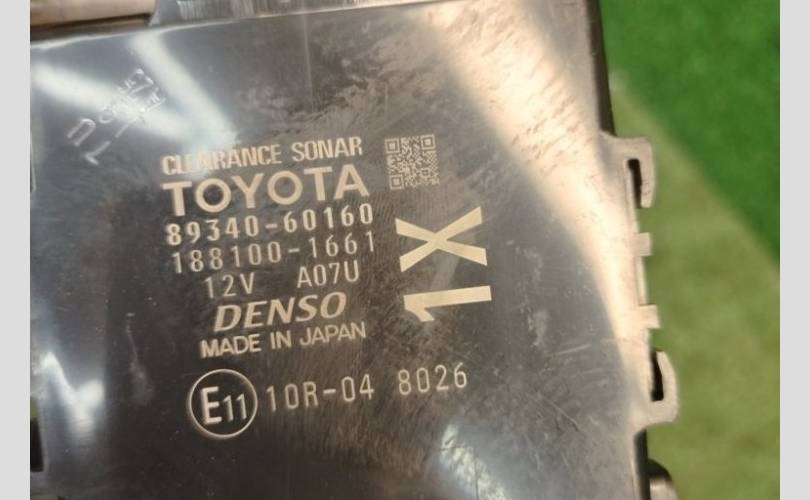 CLEARANCE SONAR
TOYOTA
89340-60160
188100-1661
12V A07U
DENSO
MADE IN JAPAN
1X
E11 10R-04 8026